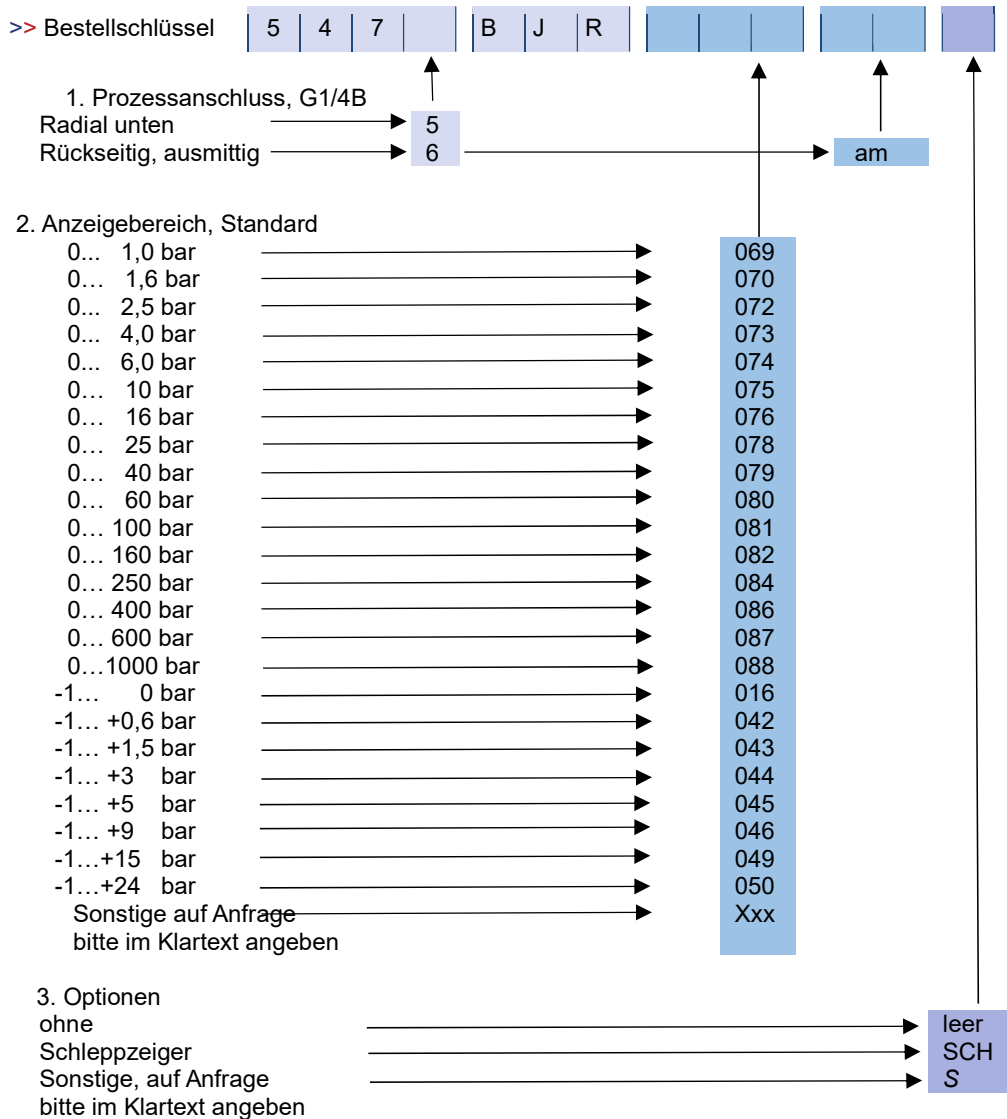 >> Bestellschlüssel 5 4 7 B J R
1. Prozessanschluss, G1/4B
Radial unten 5
Rückseitig, ausmittig 6 am
2. Anzeigebereich, Standard
0... 1,0 bar 069
0… 1,6 bar 070
0... 2,5 bar 072
0... 4,0 bar 073
0... 6,0 bar 074
0… 10 bar 075
0… 16 bar 076
0… 25 bar 078
0… 40 bar 079
0… 60 bar 080
0… 100 bar 081
0… 160 bar 082
0… 250 bar 084
0… 400 bar 086
0… 600 bar 087
0…1000 bar 088
-1… 0 bar 016
-1… +0,6 bar 042
-1… +1,5 bar 043
-1… +3 bar 044
-1… +5 bar 045
-1… +9 bar 046
-1…+15 bar 049
-1…+24 bar 050
Sonstige auf Anfrage Xxx
bitte im Klartext angeben
3. Optionen
ohne leer
Schleppzeiger SCH
Sonstige, auf Anfrage S
bitte im Klartext angeben